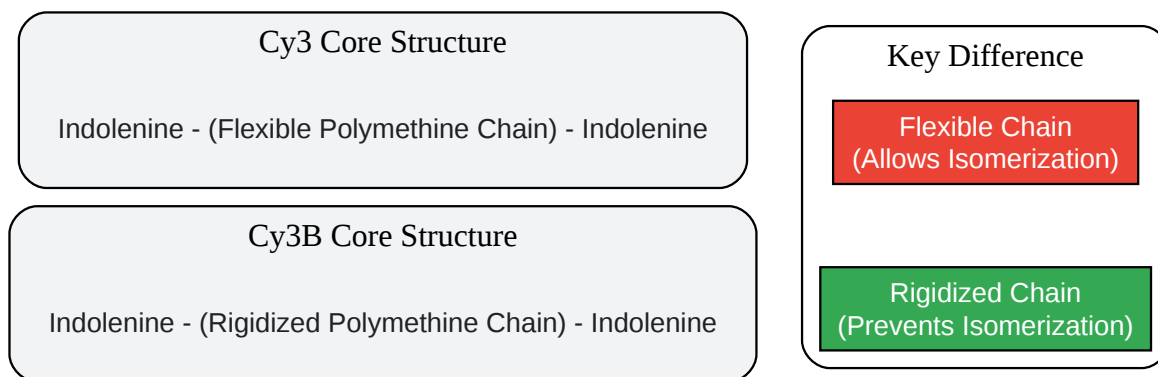 Cy3 Core Structure
Indolenine - (Flexible Polymethine Chain) - Indolenine
Cy3B Core Structure
Indolenine - (Rigidized Polymethine Chain) - Indolenine
Key Difference
Flexible Chain
(Allows Isomerization)
Rigidized Chain
(Prevents Isomerization)